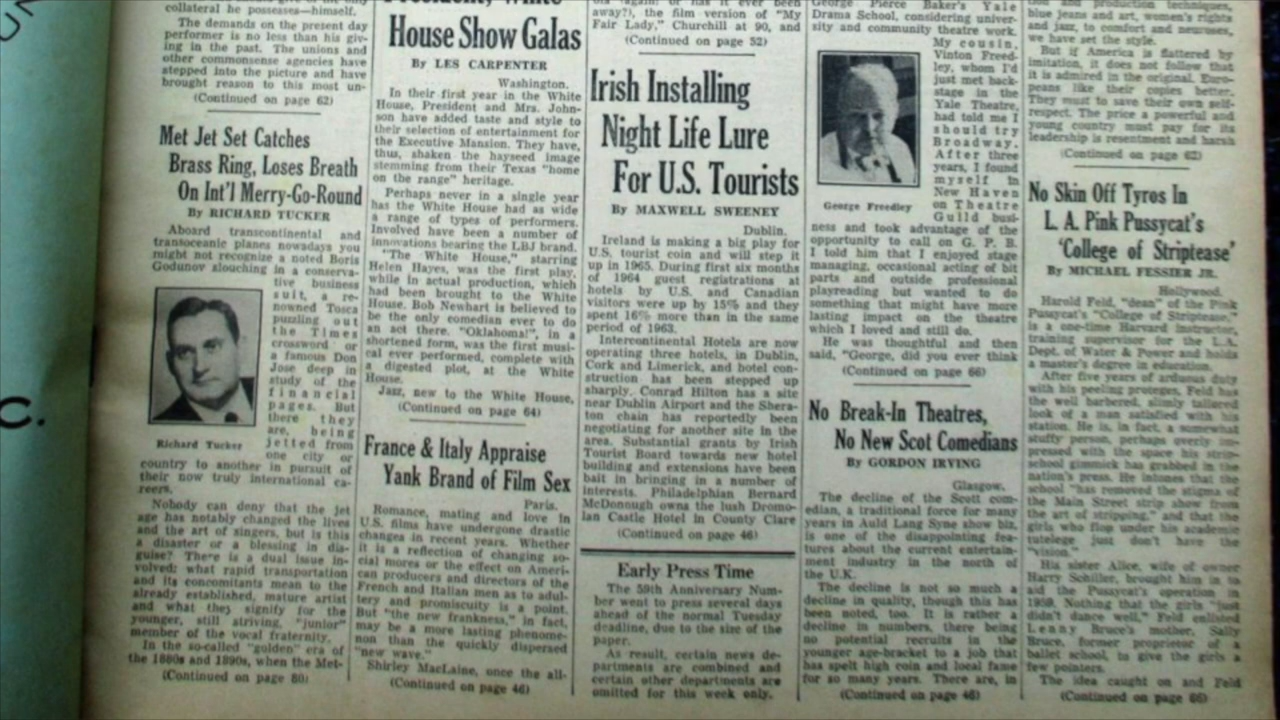 collateral he possesses—himself.
The demands on the present day
performer is no less than his giv-
ing in the past. The unions and
other commonsense agencies have
stepped into the picture and have
brought reason to this most un-
(Continued on page 62)
Met Jet Set Catches
Brass Ring, Loses Breath
On Int'l Merry-Go-Round
By RICHARD TUCKER
Aboard transcontinental and
transoceanic planes nowadays you
might not recognize a noted Boris
Godunov slouching in a conserva-
tive business
suit, a re-
nowned Tosca
puzzling out
the Times
crossword or
a famous Don
Jose deep in
study of the
financial
pages. But
there they
are, being
jetted from
one city or
Richard Tucker
country to another in pursuit of
their now truly international ca-
reers.
Nobody can deny that the jet
age has notably changed the lives
and the art of singers, but is this
a disaster or a blessing in dis-
guise? There is a dual issue in-
volved: what rapid transportation
and its concomitants mean to the
already established, mature artist
and what they signify for the
younger, still striving, "junior"
member of the vocal fraternity.
In the so-called "golden" era of
the 1880s and 1890s, when the Met-
(Continued on page 80)
House Show Galas
By LES CARPENTER
Washington.
In their first year in the White
House, President and Mrs. John-
son have added taste and style to
their selection of entertainment for
the Executive Mansion. They have,
thus, shaken the hayseed image
stemming from their Texas "home
on the range" heritage.
Perhaps never in a single year
has the White House had as wide
a range of types of performers.
Involved have been a number of
innovations bearing the LBJ brand.
"The White House," starring
Helen Hayes, was the first play,
while in actual production, which
had been brought to the White
House. Bob Newhart is believed to
be the only comedian ever to do
an act there. "Oklahoma!", in a
shortened form, was the first musi-
cal ever performed, complete with
a digested plot, at the White
House.
Jazz, new to the White House,
(Continued on page 64)
France & Italy Appraise
Yank Brand of Film Sex
Paris.
Romance, mating and love in
U.S. films have undergone drastic
changes in recent years. Whether
it is a reflection of changing so-
cial mores or the effect on Ameri-
can producers and directors of the
French and Italian men as to adul-
tery and promiscuity is a point.
But "the new frankness," in fact,
may be a more lasting phenome-
non than the quickly dispersed
"new wave."
Shirley MacLaine, once the all-
(Continued on page 46)
away?), the film version of "My
Fair Lady," Churchill at 90, and
(Continued on page 52)
Irish Installing
Night Life Lure
For U.S. Tourists
By MAXWELL SWEENEY
Dublin.
Ireland is making a big play for
U.S. tourist coin and will step it
up in 1965. During first six months
of 1964 guest registrations at
hotels by U.S. and Canadian
visitors were up by 15% and they
spent 16% more than in the same
period of 1963.
Intercontinental Hotels are now
operating three hotels, in Dublin,
Cork and Limerick, and hotel con-
struction has been stepped up
sharply. Conrad Hilton has a site
near Dublin Airport and the Shera-
ton chain has reportedly been
negotiating for another site in the
area. Substantial grants by Irish
Tourist Board towards new hotel
building and extensions have been
bait in bringing in a number of
interests. Philadelphian Bernard
McDonough owns the lush Dromo-
lan Castle Hotel in County Clare
(Continued on page 46)
Early Press Time
The 59th Anniversary Num-
ber went to press several days
ahead of the normal Tuesday
deadline, due to the size of the
paper.
As result, certain news de-
partments are combined and
certain other departments are
omitted for this week only.
George Pierce Baker's Yale
Drama School, considering univer-
sity and community theatre work.
My cousin,
Vinton Freed-
ley, whom I'd
just met back-
stage in the
Yale Theatre,
had told me I
should try
Broadway.
After three
years, I found
myself in
New Haven
on Theatre
Guild busi-
George Freedley
ness and took advantage of the
opportunity to call on G. P. B.
I told him that I enjoyed stage
managing, occasional acting of bit
parts and outside professional
playreading but wanted to do
something that might have more
lasting impact on the theatre
which I loved and still do.
He was thoughtful and then
said, "George, did you ever think
(Continued on page 66)
No Break-In Theatres,
No New Scot Comedians
By GORDON IRVING
Glasgow.
The decline of the Scott com-
edian, a traditional force for many
years in Auld Lang Syne show biz,
is one of the disappointing fea-
tures about the current entertain-
ment industry in the north of
the U.K.
The decline is not so much a
decline in quality, though this has
been noted, too. It is rather a
decline in numbers, there being
no potential recruits in the
younger age-bracket to a job that
has spelt high coin and local fame
for so many years. There are, in
(Continued on page 46)
and production techniques,
blue jeans and art, women's rights
and jazz, to comfort and neuroses,
we have set the style.
But if America is flattered by
imitation, it does not follow that
it is admired in the original. Euro-
peans like their copies better.
They must to save their own self-
respect. The price a powerful and
young country must pay for its
leadership is resentment and harsh
(Continued on page 62)
No Skin Off Tyros In
L. A. Pink Pussycat's
'College of Striptease'
By MICHAEL FESSIER JR.
Hollywood.
Harold Feld, "dean" of the Pink
Pussycat's "College of Striptease,"
is a one-time Harvard instructor,
training supervisor for the L.A.
Dept. of Water & Power and holds
a master's degree in education.
After five years of arduous duty
with his peeling proteges, Feld has
the well barbered, slimly tailored
look of a man satisfied with his
station. He is, in fact, a somewhat
stuffy person, perhaps overly im-
pressed with the space his strip-
school gimmick has grabbed in the
nation's press. He intones that the
school "has removed the stigma of
the Main Street strip show from
the art of stripping," and that the
girls who flop under his academic
tutelege just don't have the
"vision."
His sister Alice, wife of owner
Harry Schiller, brought him in to
aid the Pussycat's operation in
1959. Nothing that the girls "just
didn't dance well," Feld enlisted
Lenny Bruce's mother, Sally
Bruce, former proprietor of a
ballet school, to give the girls a
few pointers.
The idea caught on and Feld
(Continued on page 66)
C.